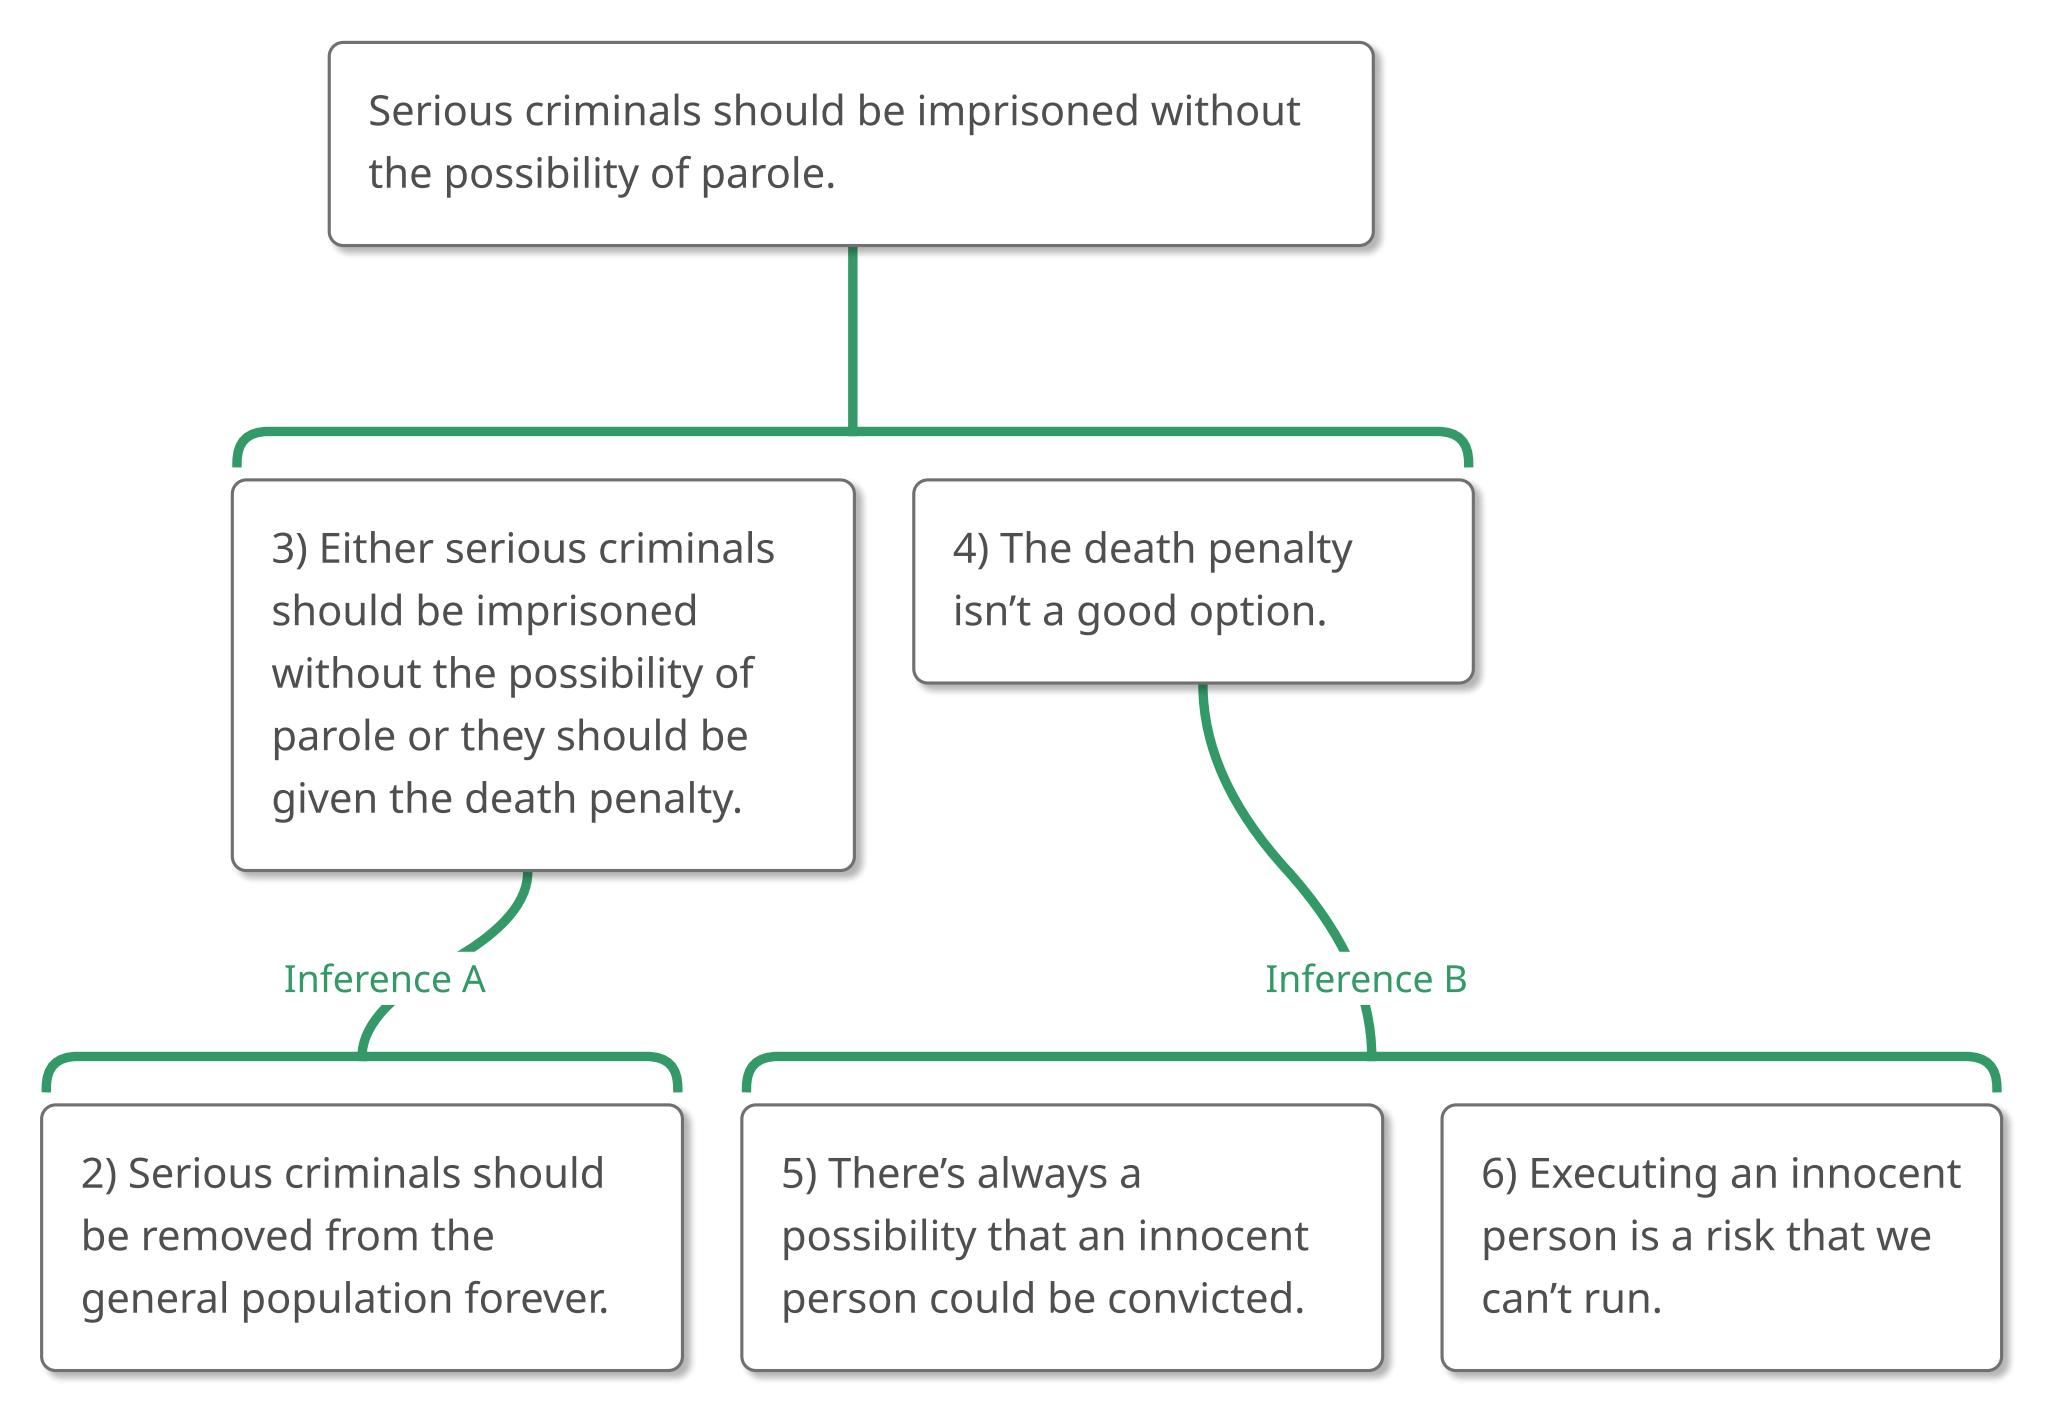 Serious criminals should be imprisoned without
the possibility of parole.
3) Either serious criminals
should be imprisoned
without the possibility of
parole or they should be
given the death penalty.
4) The death penalty
isn’t a good option.
Inference A
Inference B
2) Serious criminals should
be removed from the
general population forever.
5) There’s always a
possibility that an innocent
person could be convicted.
6) Executing an innocent
person is a risk that we
can’t run.